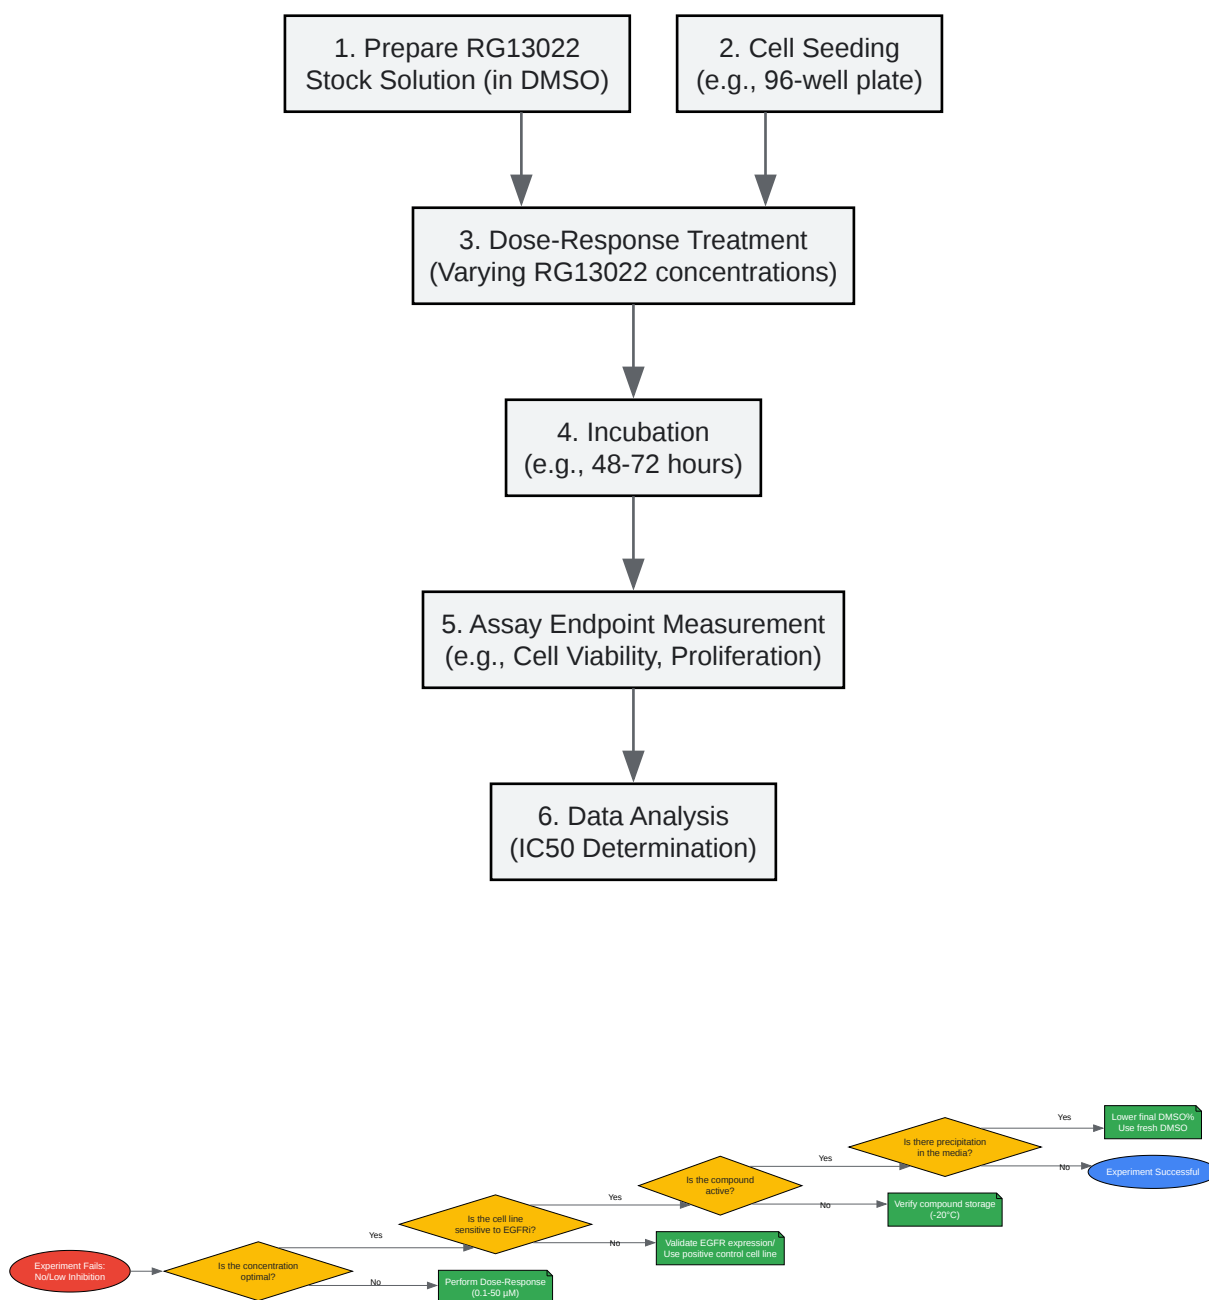 1. Prepare RG13022
Stock Solution (in DMSO)
2. Cell Seeding
(e.g., 96-well plate)
3. Dose-Response Treatment
(Varying RG13022 concentrations)
4. Incubation
(e.g., 48-72 hours)
5. Assay Endpoint Measurement
(e.g., Cell Viability, Proliferation)
6. Data Analysis
(IC50 Determination)
Experiment Fails:
No/Low Inhibition
Is the concentration
optimal?
Yes
No
Perform Dose-Response
(0.1-50 µM)
Is the cell line
sensitive to EGFRi?
Yes
No
Validate EGFR expression/
Use positive control cell line
Is the compound
active?
Yes
No
Verify compound storage
(-20°C)
Is there precipitation
in the media?
Yes
No
Lower final DMSO%
Use fresh DMSO
Experiment Successful